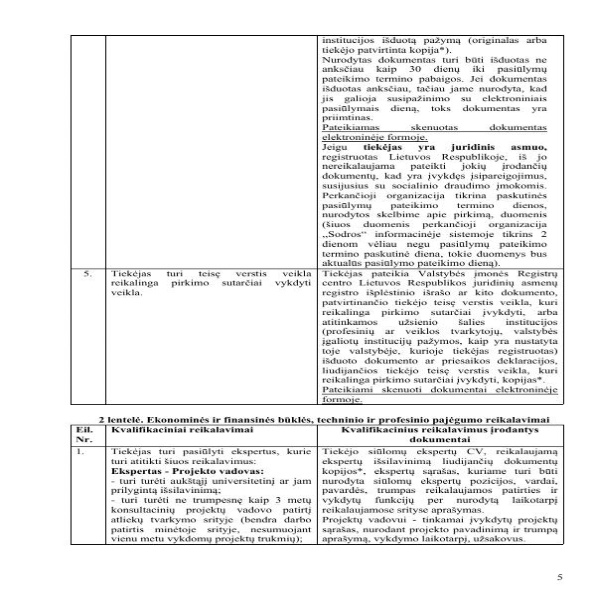 institucijos išduotą pažymą (originalas arba
tiekėjo patvirtinta kopija*).
Nurodytas dokumentas turi būti išduotas ne
anksčiau kaip 30 dienų iki pasiūlymų
pateikimo termino pabaigos. Jei dokumentas
išduotas anksčiau, tačiau jame nurodyta, kad
jis galioja susipažinimo su elektroniniais
pasiūlymais dieną, toks dokumentas yra
priimtinas.
Pateikiamas skenuotas dokumentas
elektroninėje formoje.
Jeigu tiekėjas yra juridinis asmuo,
registruotas Lietuvos Respublikoje, iš jo
nereikalaujama pateikti jokių įrodančių
dokumentų, kad yra įvykdęs įsipareigojimus,
susijusius su socialinio draudimo įmokomis.
Perkančioji organizacija tikrina paskutinės
pasiūlymų pateikimo termino dienos,
nurodytos skelbime apie pirkimą, duomenis
(šiuos duomenis perkančioji organizacija
,,Sodros“ informacinėje sistemoje tikrins 2
dienom vėliau negu pasiūlymų pateikimo
termino paskutinė diena, tokie duomenys bus
aktualūs pasiūlymo pateikimo dieną).
5.
Tiekėjas turi teisę verstis veikla
reikalinga pirkimo sutarčiai vykdyti
veikla.
Tiekėjas pateikia Valstybės įmonės Registrų
centro Lietuvos Respublikos juridinių asmenų
registro išplėstinio išrašo ar kito dokumento,
patvirtinančio tiekėjo teisę verstis veikla, kuri
reikalinga pirkimo sutarčiai įvykdyti, arba
atitinkamos užsienio šalies institucijos
(profesinių ar veiklos tvarkytojų, valstybės
įgaliotų institucijų pažymos, kaip yra nustatyta
toje valstybėje, kurioje tiekėjas registruotas)
išduoto dokumento ar priesaikos deklaracijos,
liudijančios tiekėjo teisę verstis veikla, kuri
reikalinga pirkimo sutarčiai įvykdyti, kopijas*.
Pateikiami skenuoti dokumentai elektroninėje
formoje.
2 lentelė. Ekonominės ir finansinės būklės, techninio ir profesinio pajėgumo reikalavimai
Eil.
Nr.
Kvalifikaciniai reikalavimai
Kvalifikacinius reikalavimus įrodantys
dokumentai
1.
Tiekėjas turi pasiūlyti ekspertus, kurie
turi atitikti šiuos reikalavimus:
Ekspertas - Projekto vadovas:
- turi turėti aukštąjį universitetinį ar jam
prilygintą išsilavinimą;
- turi turėti ne trumpesnę kaip 3 metų
konsultacinių projektų vadovo patirtį
atliekų tvarkymo srityje (bendra darbo
patirtis minėtoje srityje, nesumuojant
vienu metu vykdomų projektų trukmių);
Tiekėjo siūlomų ekspertų CV, reikalaujamą
ekspertų išsilavinimą liudijančių dokumentų
kopijos*, ekspertų sąrašas, kuriame turi būti
nurodyta siūlomų ekspertų pozicijos, vardai,
pavardės, trumpas reikalaujamos patirties ir
vykdytų funkcijų per nurodytą laikotarpį
reikalaujamose srityse aprašymas.
Projektų vadovui - tinkamai įvykdytų projektų
sąrašas, nurodant projekto pavadinimą ir trumpą
aprašymą, vykdymo laikotarpį, užsakovus.
5